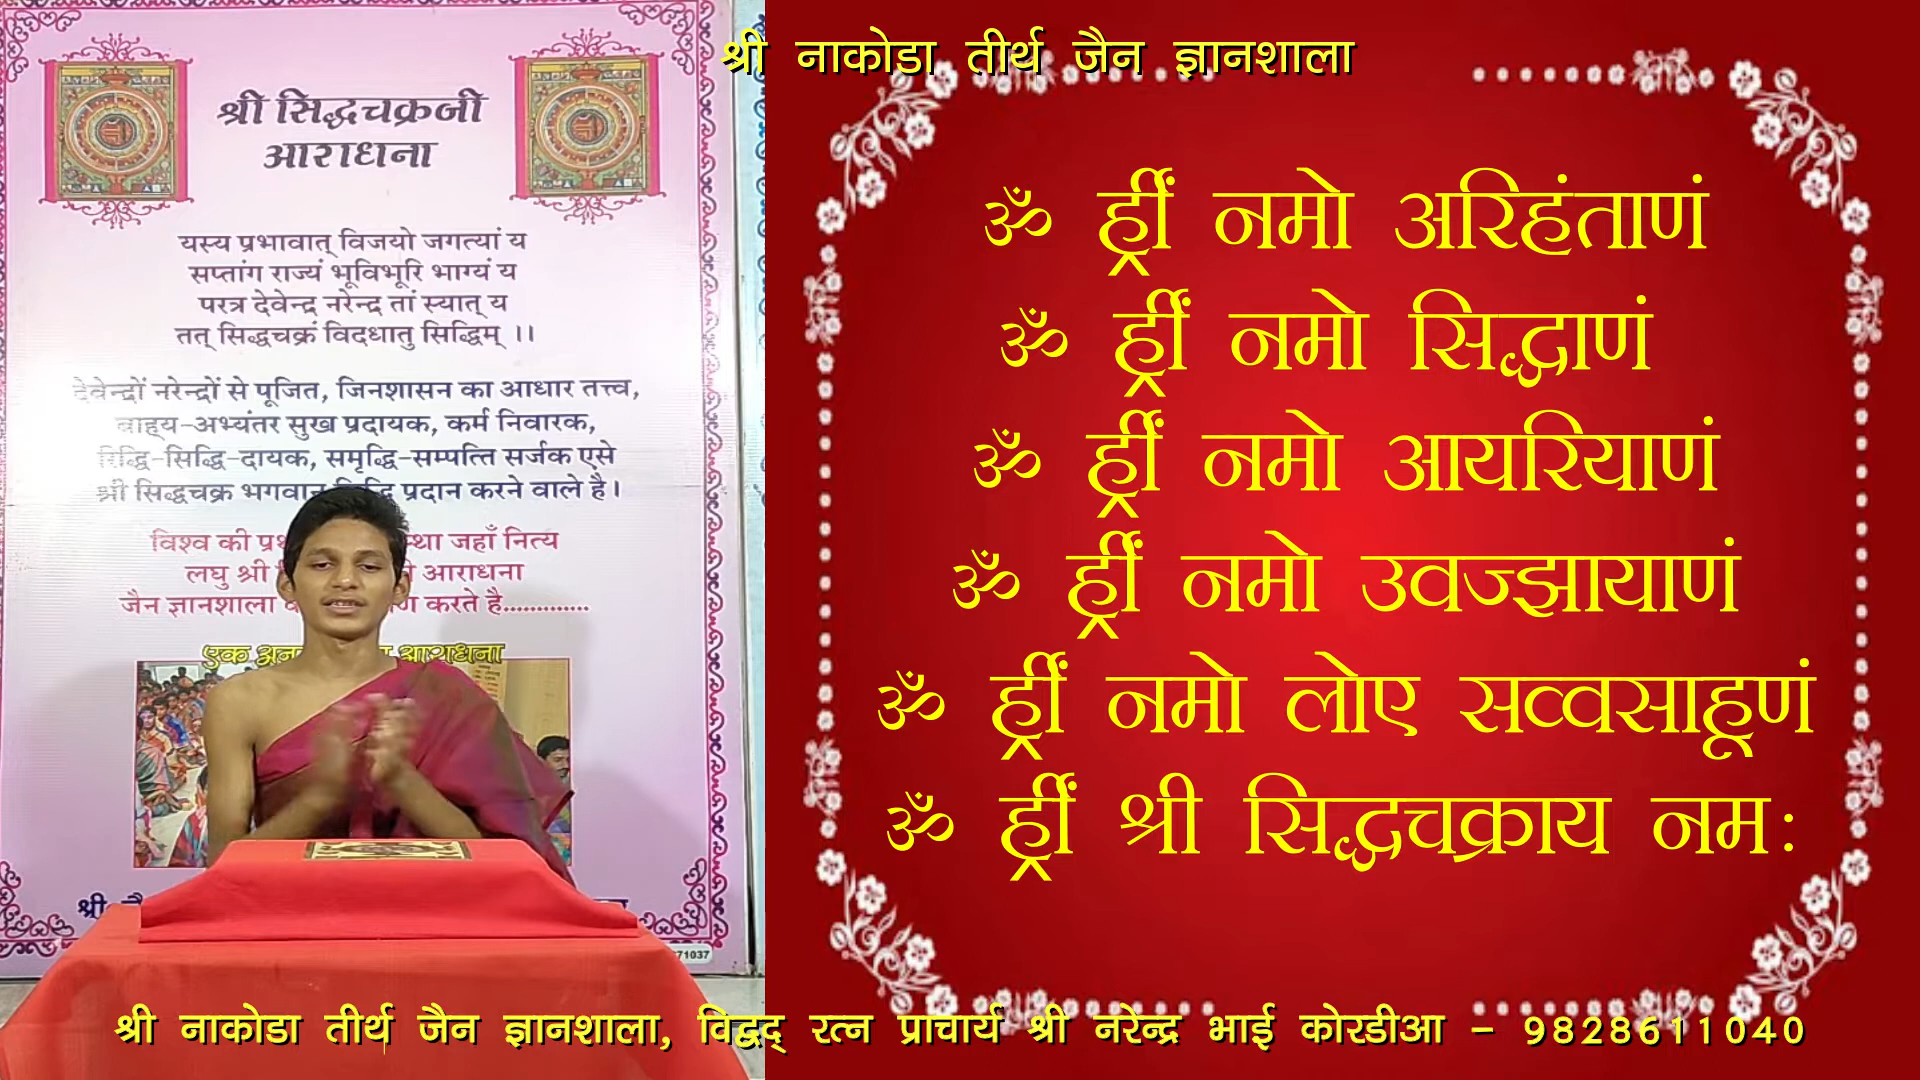 श्री नाकोडा तीर्थ जैन ज्ञानशाला
श्री सिद्धचक्रजी
आराधना
यस्य प्रभावात् विजयो जगत्यां य
सप्तांग राज्यं भूविभूरि भाग्यं य
परत्र देवेन्द्र नरेन्द्र तां स्यात् य
तत् सिद्धचक्रं विदधातु सिद्धिम् ।।
देवेन्द्रों नरेन्द्रों से पूजित, जिनशासन का आधार तत्त्व,
बाह्य-अभ्यंतर सुख प्रदायक, कर्म निवारक,
रिद्धि-सिद्धि-दायक, समृद्धि-सम्पत्ति सर्जक एसे
श्री सिद्धचक्र भगवान प्रदान करने वाले है।
विश्व की जहाँ नित्य
लघु श्री आराधना
जैन ज्ञानशाला करते है.............
एक आराधना
श्री
71037
ॐ ह्रीं नमो अरिहंताणं
ॐ ह्रीं नमो सिद्धाणं
ॐ ह्रीं नमो आयरियाणं
ॐ ह्रीं नमो उवज्झायाणं
ॐ ह्रीं नमो लोए सव्वसाहूणं
ॐ ह्रीं श्री सिद्धचक्राय नमः
श्री नाकोडा तीर्थ जैन ज्ञानशाला, विद्वद् रत्न प्राचार्य श्री नरेन्द्र भाई कोरडीआ - 9828611040